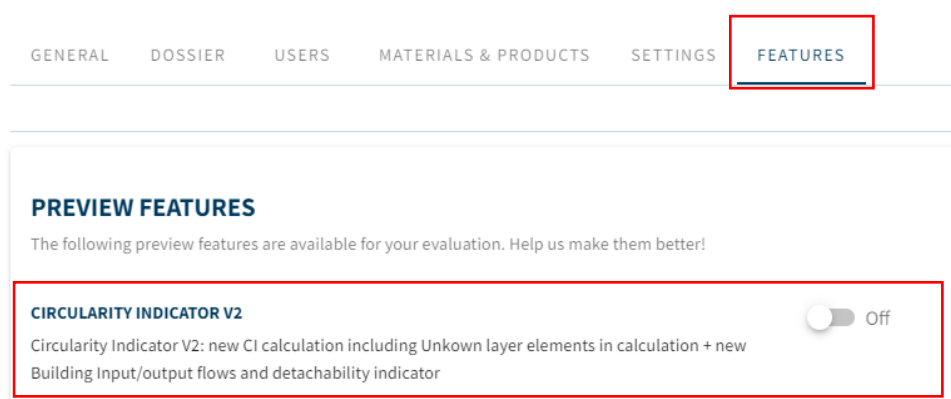 GENERAL DOSSIER USERS MATERIALS & PRODUCTS SETTINGS FEATURES
PREVIEW FEATURES
The following preview features are available for your evaluation. Help us make them better!
CIRCULARITY INDICATOR V2
Off
Circularity Indicator V2: new CI calculation including Unkown layer elements in calculation + new
Building Input/output flows and detachability indicator